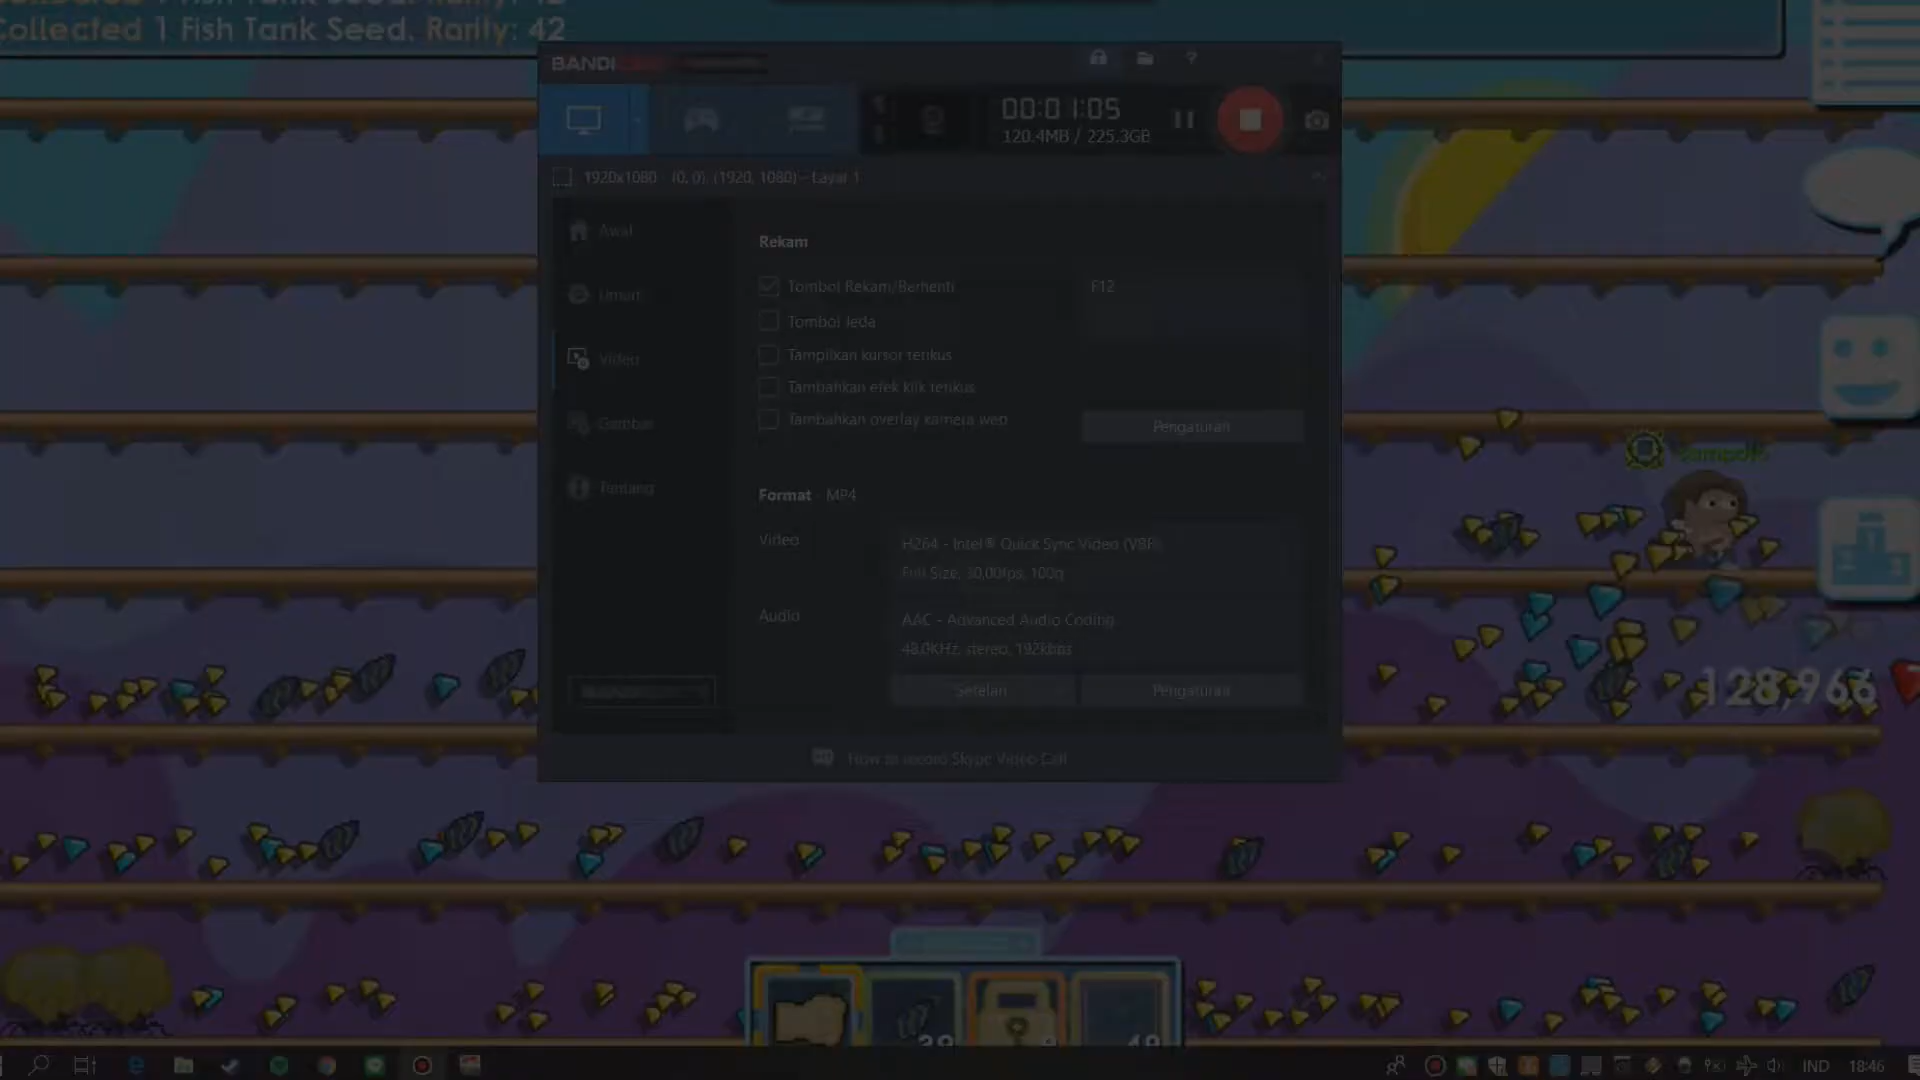 Collected 1 Fish Tank Seed. Rarity: 42
BANDI
00:01:05
120.4MB / 225.3GB
1920x1080 - (0, 0), (1920, 1080) - Layar 1
Awal
Umum
Video
Gambar
Tentang
Rekam
Tombol Rekam/Berhenti
F12
Tombol Jeda
Tampilkan kursor tetikus
Tambahkan efek klik tetikus
Tambahkan overlay kamera web
Pengaturan
Format - MP4
Video
H264 - Intel® Quick Sync Video (VBR)
Full Size, 30.00fps, 100q
Audio
AAC - Advanced Audio Coding
48.0KHz, stereo, 192kbps
Setelan
Pengaturan
How to record Skype Video Call
128,966
IND
18:46